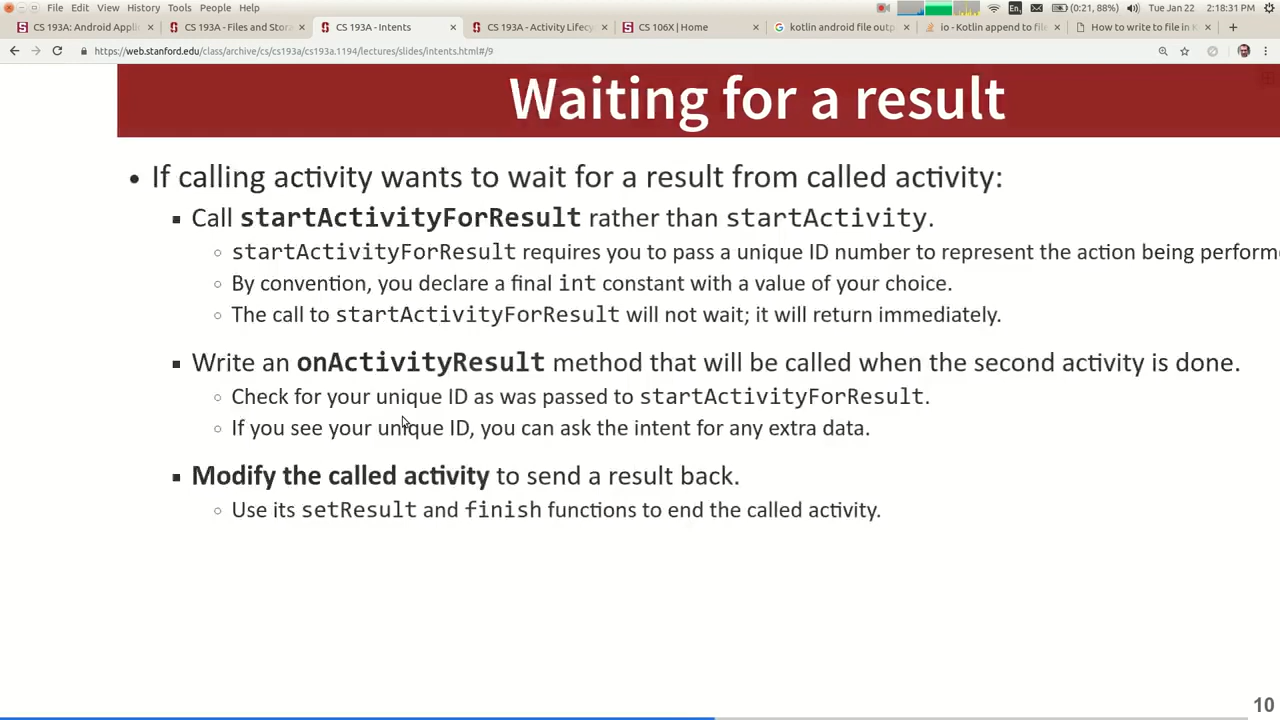 File Edit View History Tools People Help
En
(0:21, 88%)
Tue Jan 22 2:18:31 PM
CS 193A: Android Appli
CS 193A - Files and Stora
CS 193A - Intents
CS 193A - Activity Lifecy
CS 106X | Home
kotlin android file outp
io - Kotlin append to file
How to write to file in K
https://web.stanford.edu/class/archive/cs/cs193a/cs193a.1194/lectures/slides/intents.html#/9
Waiting for a result
• If calling activity wants to wait for a result from called activity:
▪ Call startActivityForResult rather than startActivity.
◦ startActivityForResult requires you to pass a unique ID number to represent the action being performe
◦ By convention, you declare a final int constant with a value of your choice.
◦ The call to startActivityForResult will not wait; it will return immediately.
▪ Write an onActivityResult method that will be called when the second activity is done.
◦ Check for your unique ID as was passed to startActivityForResult.
◦ If you see your unique ID, you can ask the intent for any extra data.
▪ Modify the called activity to send a result back.
◦ Use its setResult and finish functions to end the called activity.
10